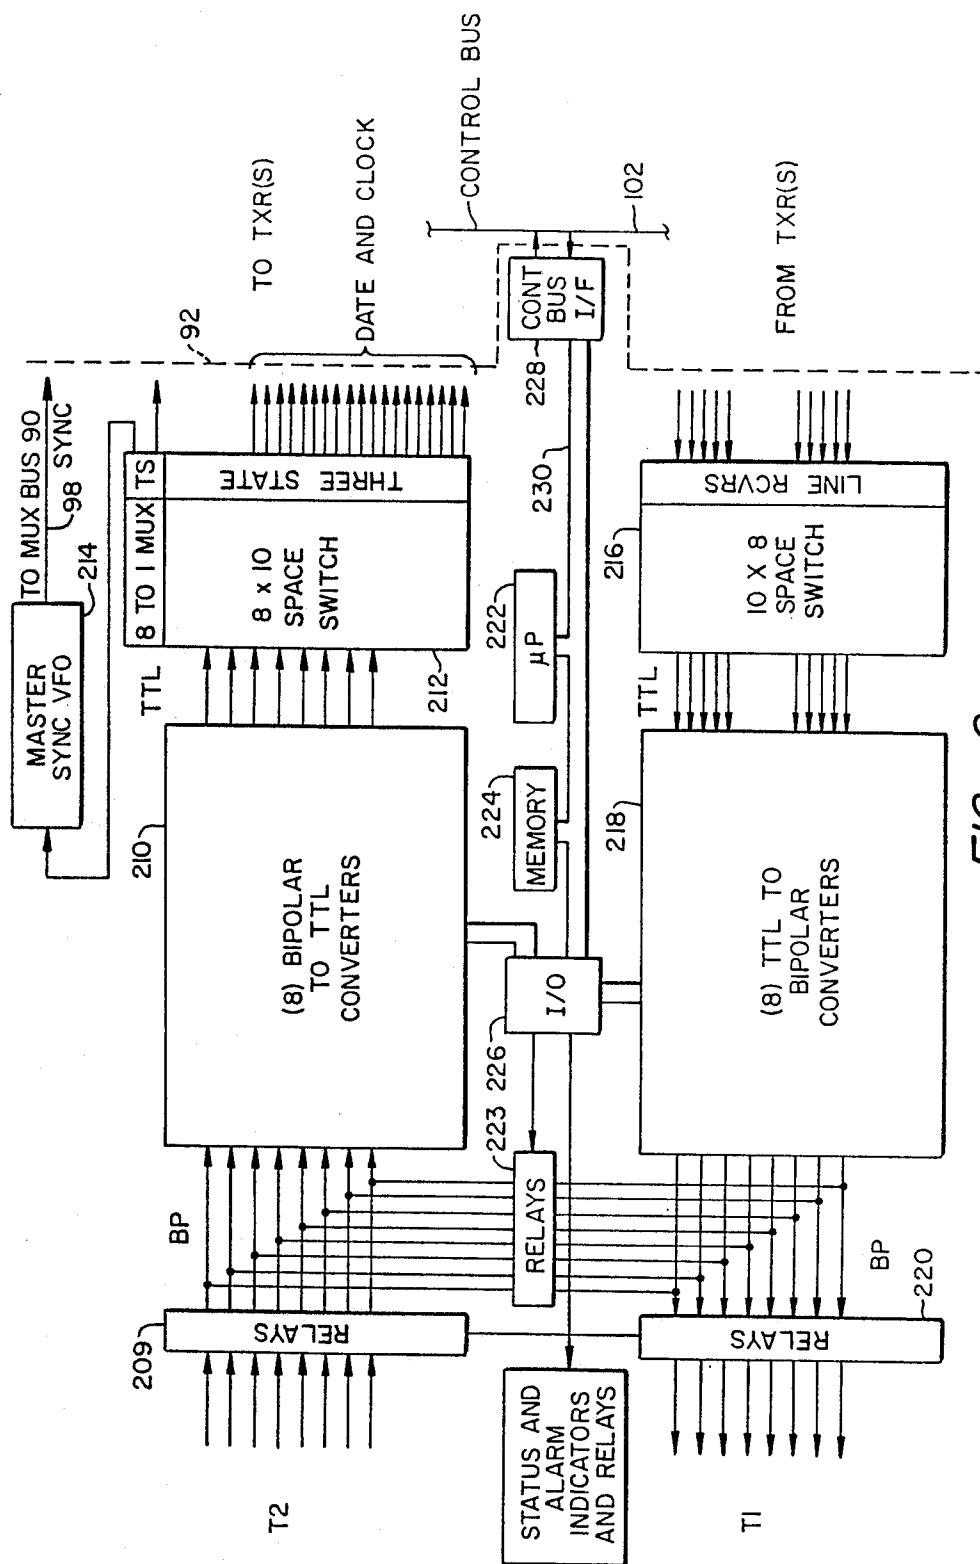 MASTER
SYNC VFO
214
TO MUX BUS 90
98 SYNC
92
TO TXR(S)
DATE AND CLOCK
CONTROL BUS
8 TO 1 MUX
TS
TTL
8 x 10
SPACE
SWITCH
THREE STATE
212
210
(8) BIPOLAR
TO TTL
CONVERTERS
BP
209
RELAYS
T2
STATUS AND
ALARM
INDICATORS
AND RELAYS
RELAYS
223
226
I/O
224
MEMORY
222
µP
230
228
CONT
BUS
I/F
102
FROM TXR(S)
216
LINE RCVRS
10 X 8
SPACE
SWITCH
TTL
218
(8) TTL TO
BIPOLAR
CONVERTERS
BP
220
RELAYS
T1